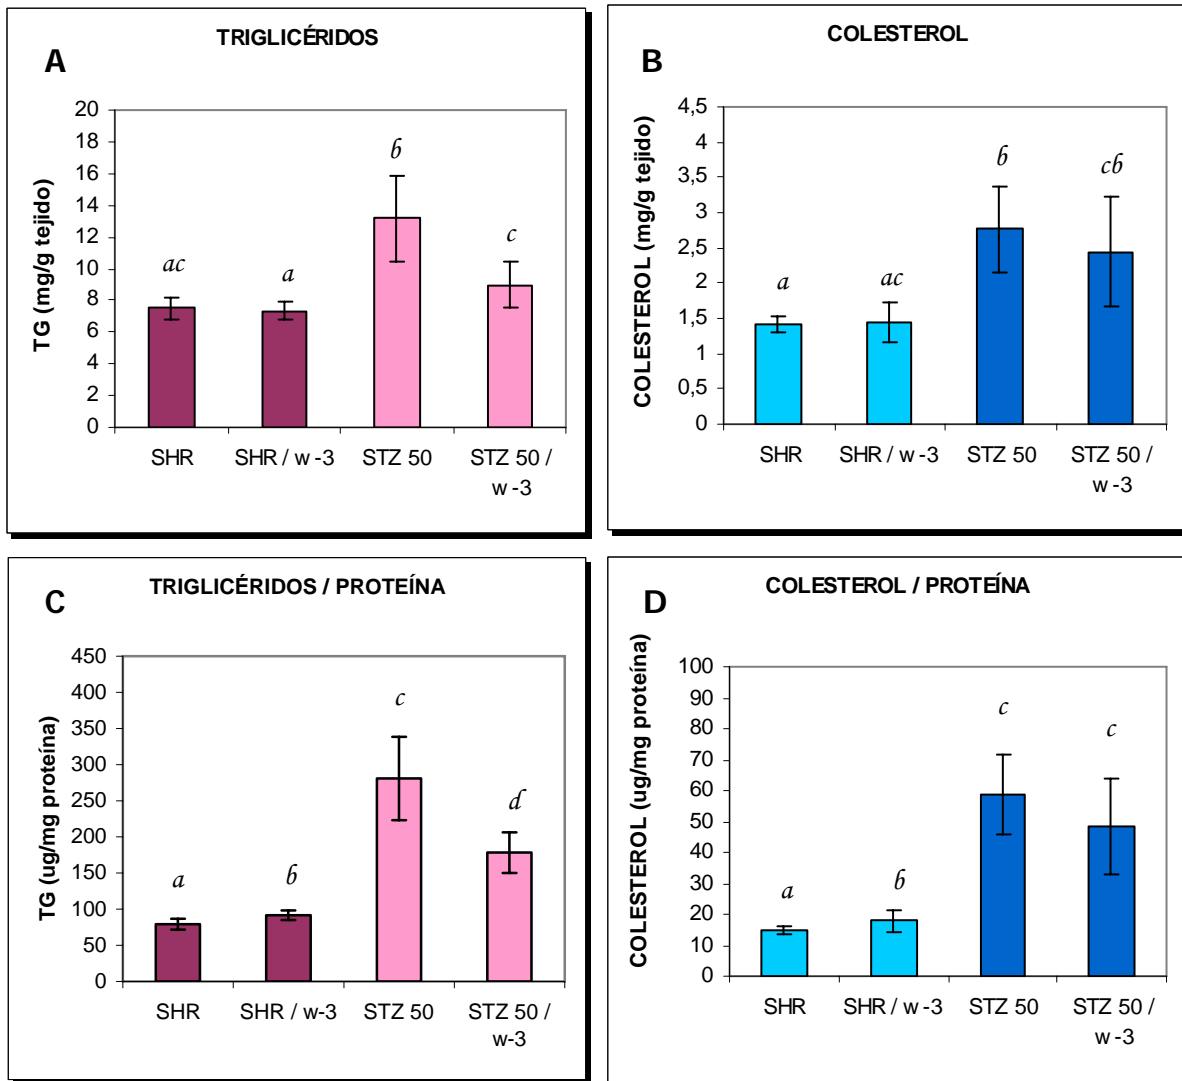 A
TRIGLICÉRIDOS
TG (mg/g tejido)
20
18
16
14
12
10
8
6
4
2
0
ac
a
b
c
SHR
SHR / w -3
STZ 50
STZ 50 /
w -3
B
COLESTEROL
COLESTEROL (mg/g tejido)
4,5
4
3,5
3
2,5
2
1,5
1
0,5
0
a
ac
b
cb
SHR
SHR / w -3
STZ 50
STZ 50 /
w -3
C
TRIGLICÉRIDOS / PROTEÍNA
TG (ug/mg proteína)
450
400
350
300
250
200
150
100
50
0
a
b
c
d
SHR
SHR / w-3
STZ 50
STZ 50 /
w-3
D
COLESTEROL / PROTEÍNA
COLESTEROL (ug/mg proteína)
100
90
80
70
60
50
40
30
20
10
0
a
b
c
c
SHR
SHR / w -3
STZ 50
STZ 50 /
w -3